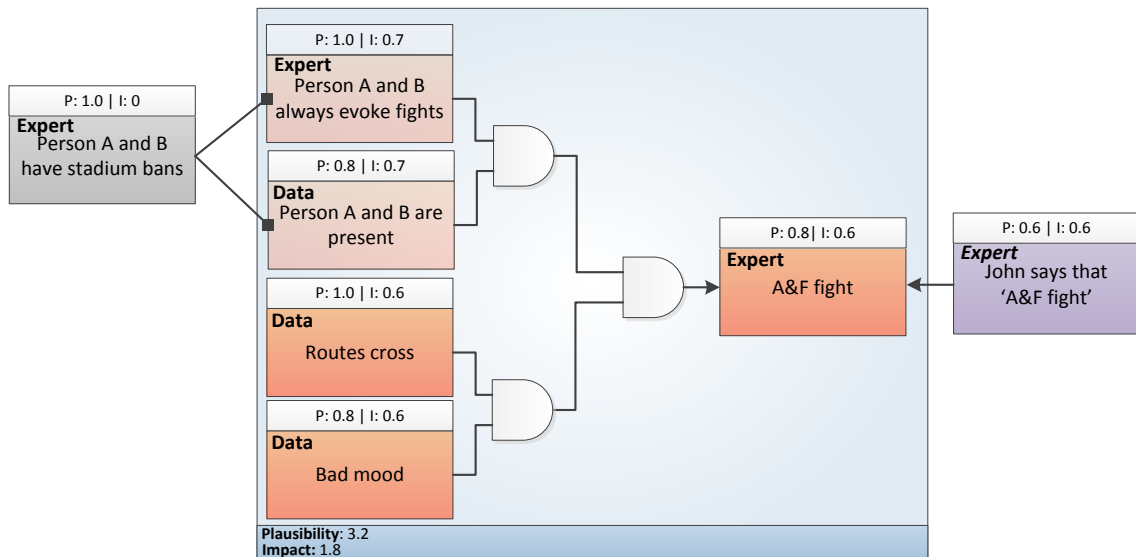 P: 1.0 | I: 0
Expert
Person A and B
have stadium bans
P: 1.0 | I: 0.7
Expert
Person A and B
always evoke fights
P: 0.8 | I: 0.7
Data
Person A and B are
present
P: 1.0 | I: 0.6
Data
Routes cross
P: 0.8 | I: 0.6
Data
Bad mood
P: 0.8| I: 0.6
Expert
A&F fight
P: 0.6 | I: 0.6
Expert
John says that
‘A&F fight’
Plausibility: 3.2
Impact: 1.8